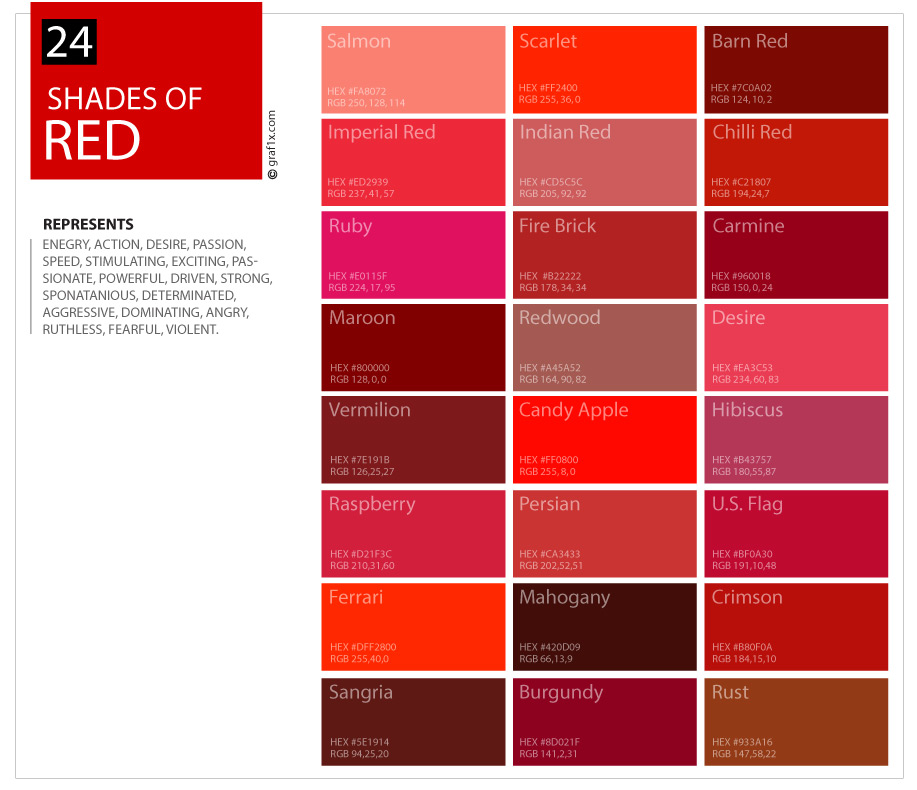 24
SHADES OF
RED
© graf1x.com
REPRESENTS
ENEGRY, ACTION, DESIRE, PASSION,
SPEED, STIMULATING, EXCITING, PAS-
SIONATE, POWERFUL, DRIVEN, STRONG,
SPONTANIOUS, DETERMINATED,
AGGRESSIVE, DOMINATING, ANGRY,
RUTHLESS, FEARFUL, VIOLENT.
Salmon
HEX #FA8072
RGB 250, 128, 114
Scarlet
HEX #FF2400
RGB 255, 36, 0
Barn Red
HEX #7C0A02
RGB 124, 10, 2
Imperial Red
HEX #ED2939
RGB 237, 41, 57
Indian Red
HEX #CD5C5C
RGB 205, 92, 92
Chilli Red
HEX #C21807
RGB 194,24,7
Ruby
HEX #E0115F
RGB 224, 17, 95
Fire Brick
HEX #B22222
RGB 178, 34, 34
Carmine
HEX #960018
RGB 150, 0, 24
Maroon
HEX #800000
RGB 128, 0, 0
Redwood
HEX #A45A52
RGB 164, 90, 82
Desire
HEX #EA3C53
RGB 234, 60, 83
Vermilion
HEX #7E191B
RGB 126,25,27
Candy Apple
HEX #FF0800
RGB 255, 8, 0
Hibiscus
HEX #B43757
RGB 180,55,87
Raspberry
HEX #D21F3C
RGB 210,31,60
Persian
HEX #CA3433
RGB 202,52,51
U.S. Flag
HEX #BF0A30
RGB 191,10,48
Ferrari
HEX #DFF2800
RGB 255,40,0
Mahogany
HEX #420D09
RGB 66,13,9
Crimson
HEX #B80F0A
RGB 184,15,10
Sangria
HEX #5E1914
RGB 94,25,20
Burgundy
HEX #8D021F
RGB 141,2,31
Rust
HEX #933A16
RGB 147,58,22